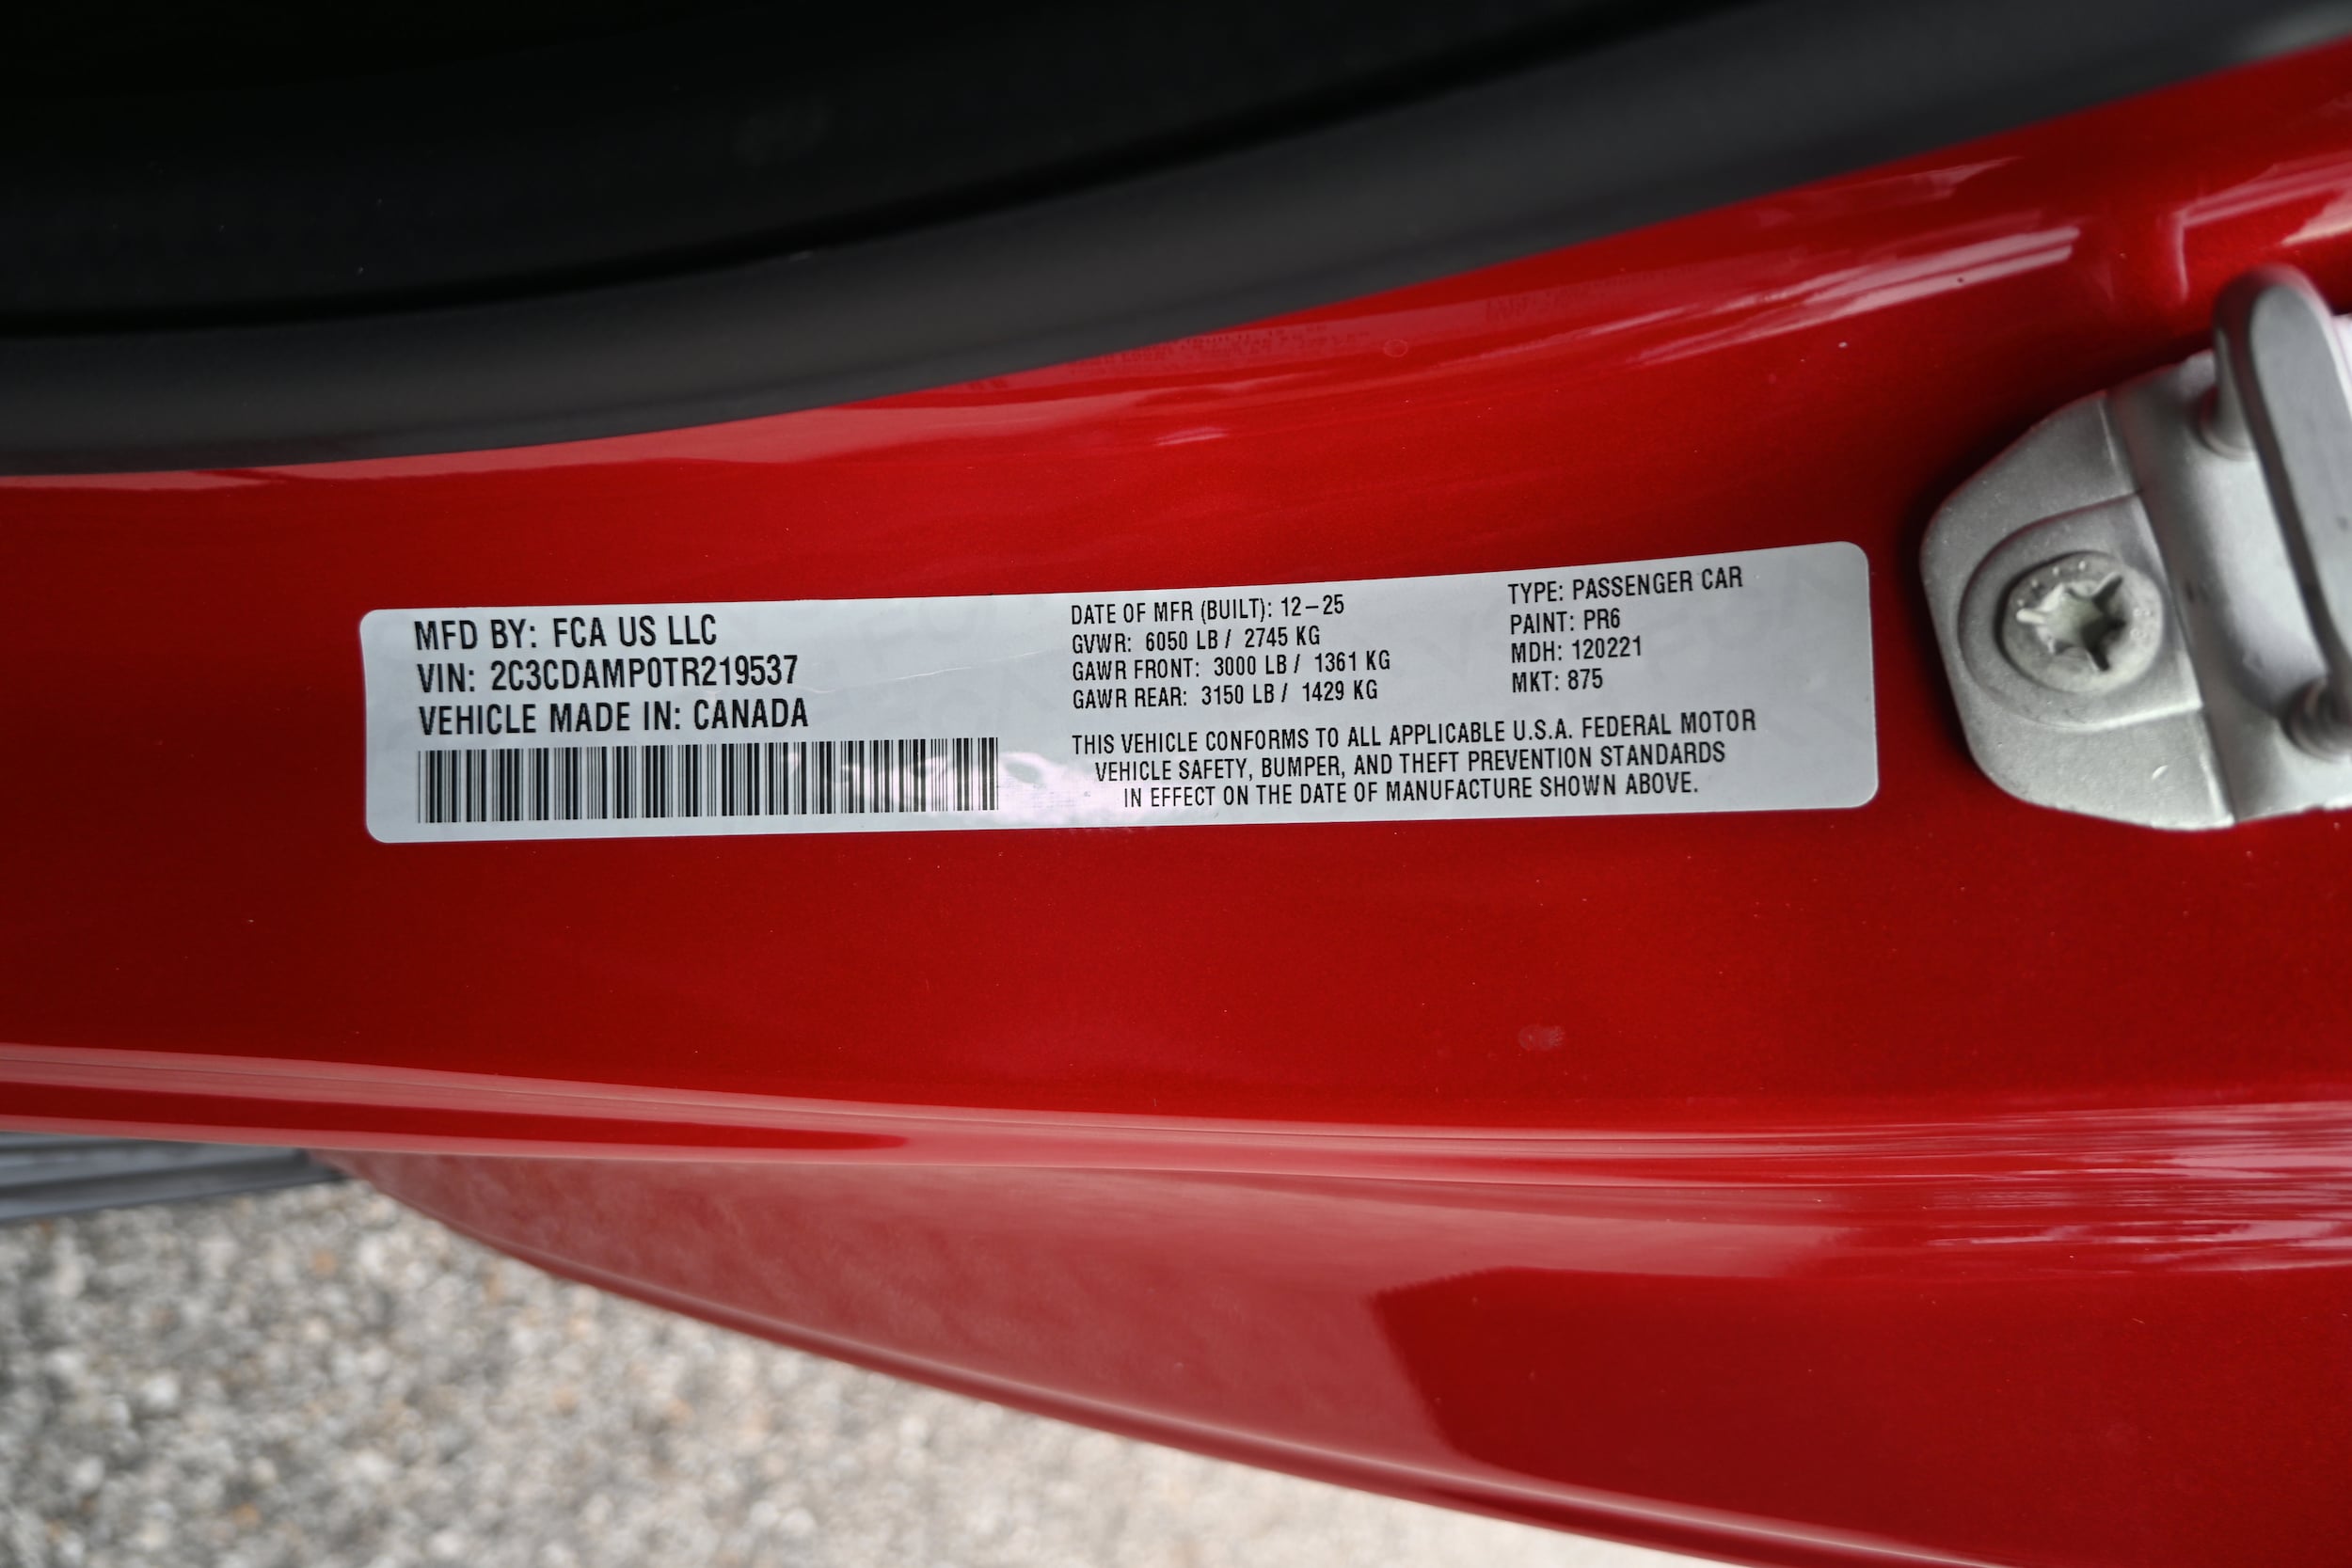 MFD BY: FCA US LLC
VIN: 2C3CDAMP0TR219537
VEHICLE MADE IN: CANADA
DATE OF MFR (BUILT): 12–25
GVWR: 6050 LB / 2745 KG
GAWR FRONT: 3000 LB / 1361 KG
GAWR REAR: 3150 LB / 1429 KG
TYPE: PASSENGER CAR
PAINT: PR6
MDH: 120221
MKT: 875
THIS VEHICLE CONFORMS TO ALL APPLICABLE U.S.A. FEDERAL MOTOR
VEHICLE SAFETY, BUMPER, AND THEFT PREVENTION STANDARDS
IN EFFECT ON THE DATE OF MANUFACTURE SHOWN ABOVE.